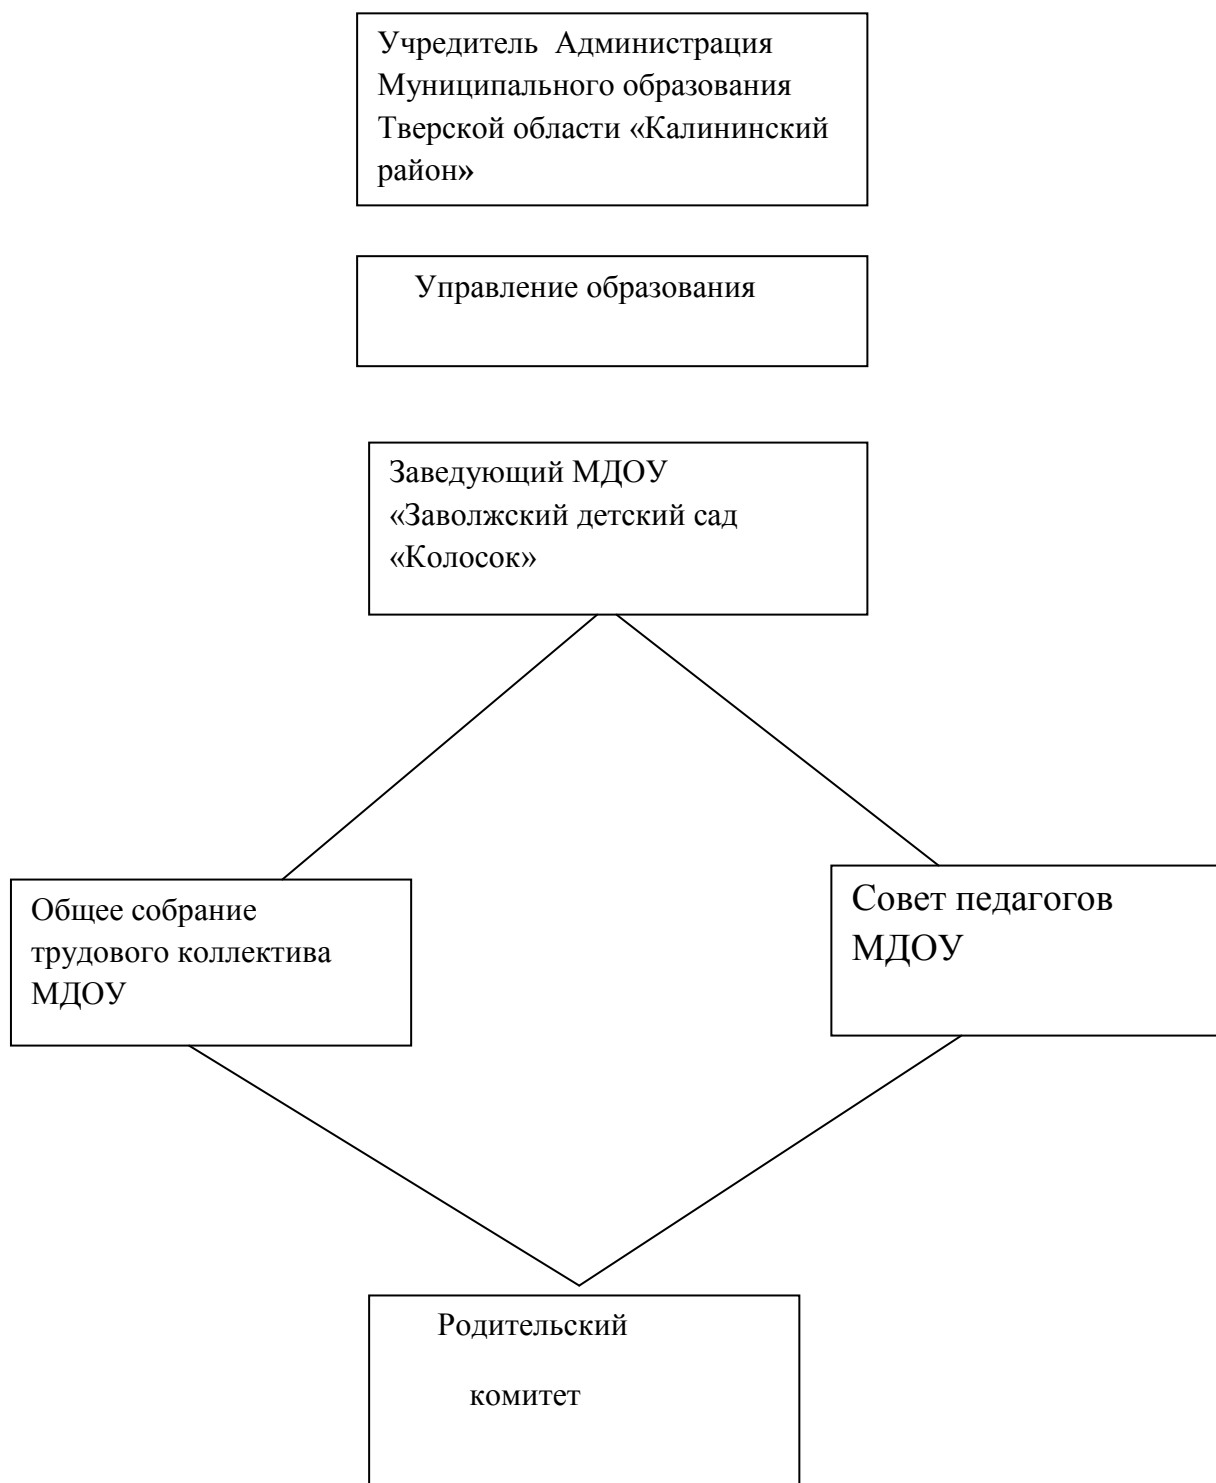 Учредитель Администрация
Муниципального образования
Тверской области «Калининский
район»
Управление образования
Заведующий МДОУ
«Заволжский детский сад
«Колосок»
Общее собрание
трудового коллектива
МДОУ
Совет педагогов
МДОУ
Родительский
комитет